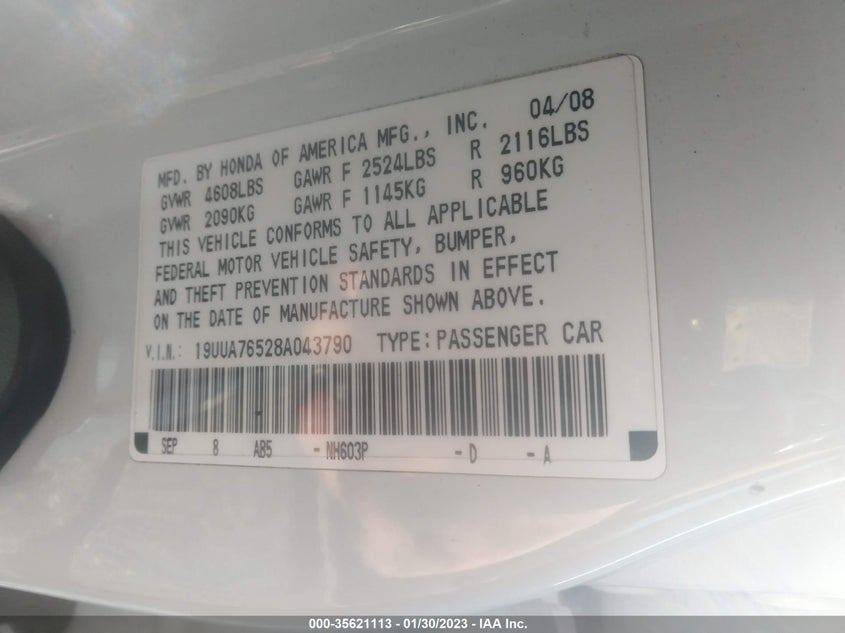 04/08
MFD. BY HONDA OF AMERICA MFG., INC.
GVWR 4608LBS GAWR F 2524LBS R 2116LBS
GVWR 2090KG GAWR F 1145KG R 960KG
THIS VEHICLE CONFORMS TO ALL APPLICABLE
FEDERAL MOTOR VEHICLE SAFETY, BUMPER,
AND THEFT PREVENTION STANDARDS IN EFFECT
ON THE DATE OF MANUFACTURE SHOWN ABOVE.
V.I.N.: 19UUA76528A043790 TYPE:PASSENGER CAR
SEP 8 AB5 -NH603P -D -A
000-35621113 - 01/30/2023 - IAA Inc.